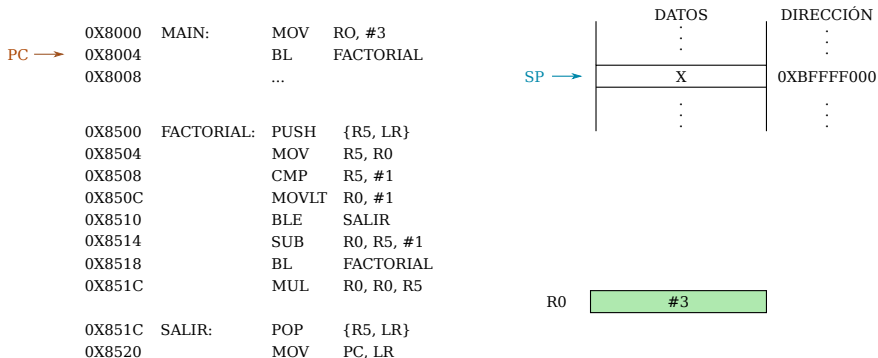 DATOS DIRECCIÓN
0X8000 MAIN: MOV RO, #3
PC 0X8004 BL FACTORIAL
0X8008 ...
SP X 0XBFFFF000
0X8500 FACTORIAL: PUSH {R5, LR}
0X8504 MOV R5, R0
0X8508 CMP R5, #1
0X850C MOVLT R0, #1
0X8510 BLE SALIR
0X8514 SUB R0, R5, #1
0X8518 BL FACTORIAL
0X851C MUL R0, R0, R5
R0 #3
0X851C SALIR: POP {R5, LR}
0X8520 MOV PC, LR